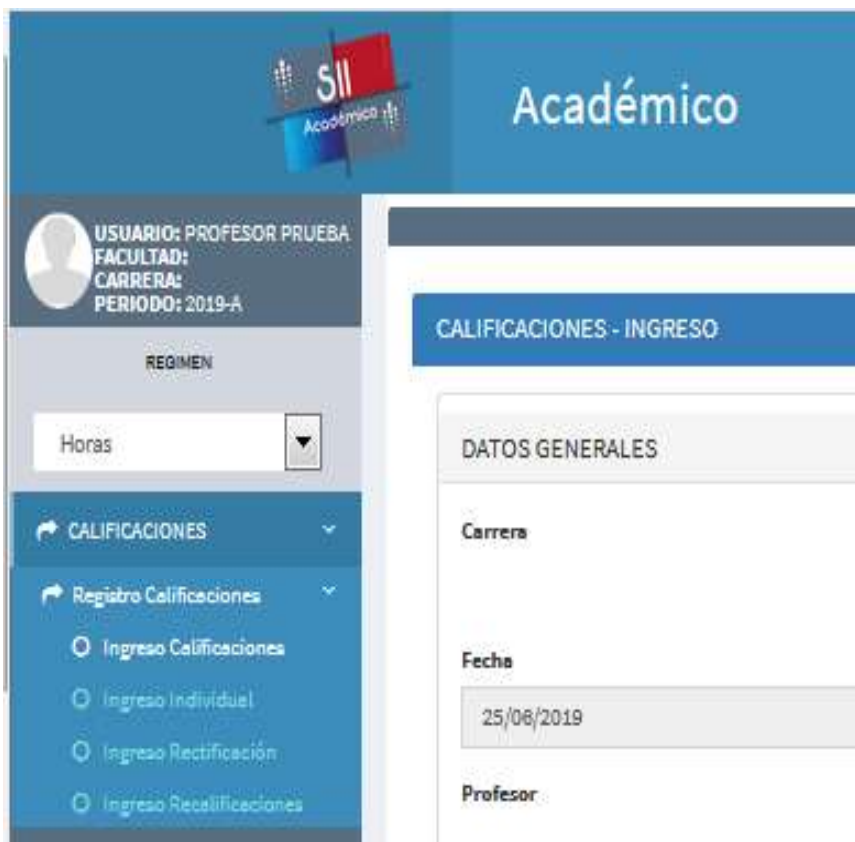 SII
Académico
Académico
USUARIO: PROFESOR PRUEBA
FACULTAD:
CARRERA:
PERIODO: 2019-A
REGIMEN
Horas
CALIFICACIONES
Registro Calificaciones
Ingreso Calificaciones
Ingreso Individuel
Ingreso Rectificación
Ingreso Recalificaciones
CALIFICACIONES - INGRESO
DATOS GENERALES
Carrera
Fecha
25/06/2019
Profesor